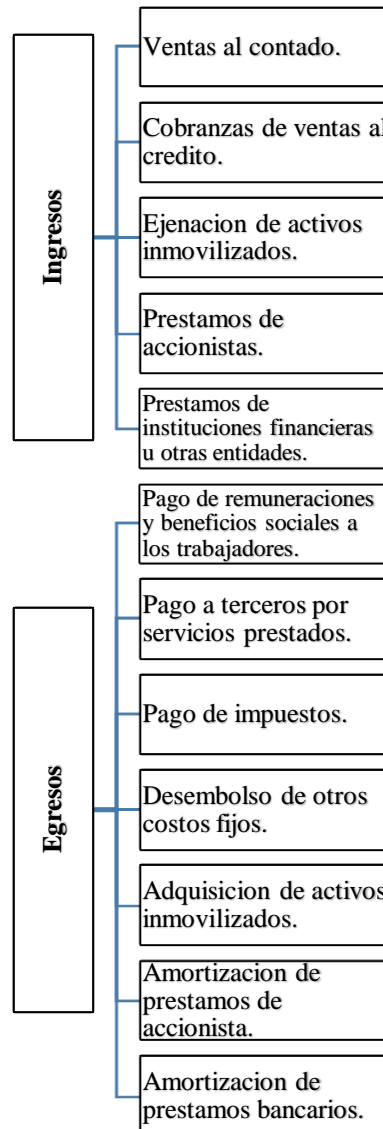 Ingresos
Ventas al contado.
Cobranzas de ventas al
credito.
Ejenacion de activos
inmovilizados.
Prestamos de
accionistas.
Prestamos de
instituciones financieras
u otras entidades.
Egresos
Pago de remuneraciones
y beneficios sociales a
los trabajadores.
Pago a terceros por
servicios prestados.
Pago de impuestos.
Desembolso de otros
costos fijos.
Adquisicion de activos
inmovilizados.
Amortizacion de
prestamos de
accionista.
Amortizacion de
prestamos bancarios.